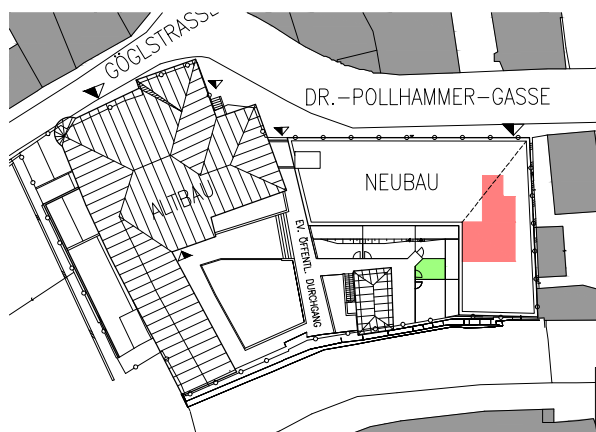 GÖGLSTRASSE
DR.-POLLHAMMER-GASSE
NEUBAU
ALTBAU
EV. ÖFFENTL. DURCHGANG